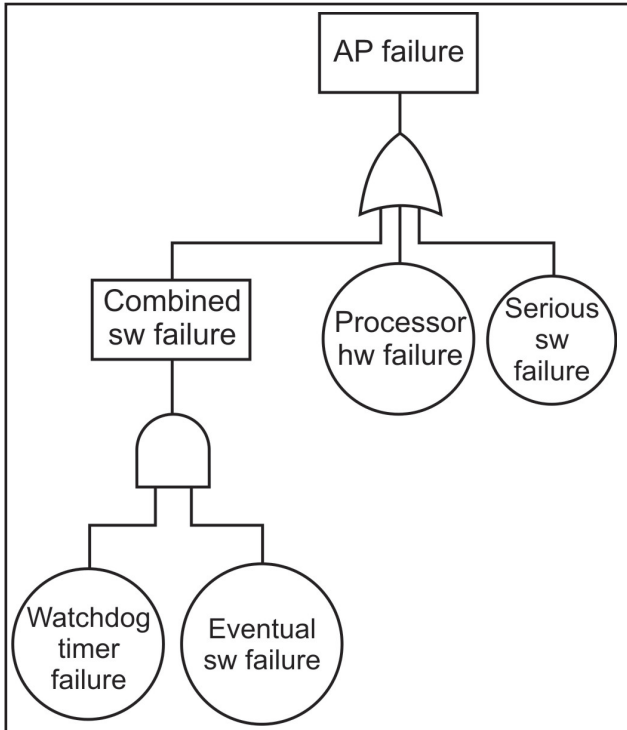 AP failure
Combined
sw failure
Processor
hw failure
Serious
sw
failure
Watchdog
timer
failure
Eventual
sw failure